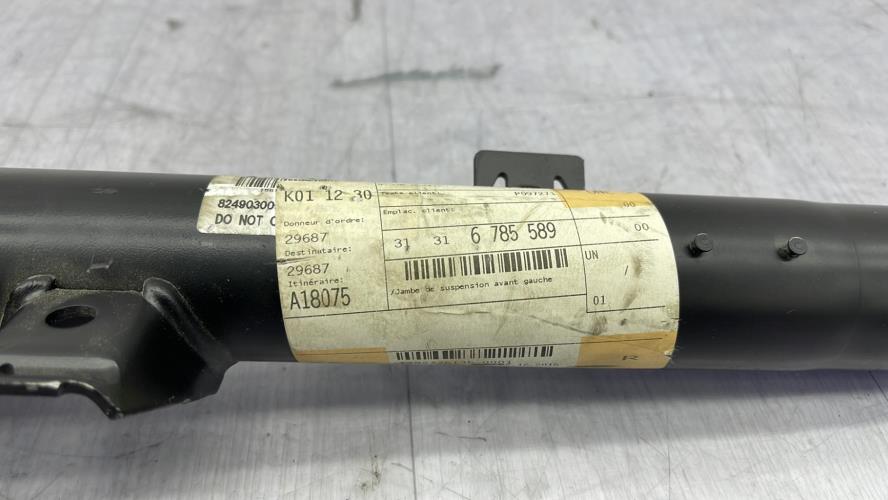 82490300
DO NOT
K01 12 30
Donneur d'ordre:
29687
Destinataire:
29687
Itinéraire:
A18075
Emplac. client:
31 31 6 785 589
/Jambe de suspension avant gauche
00
00
UN
/
01
R